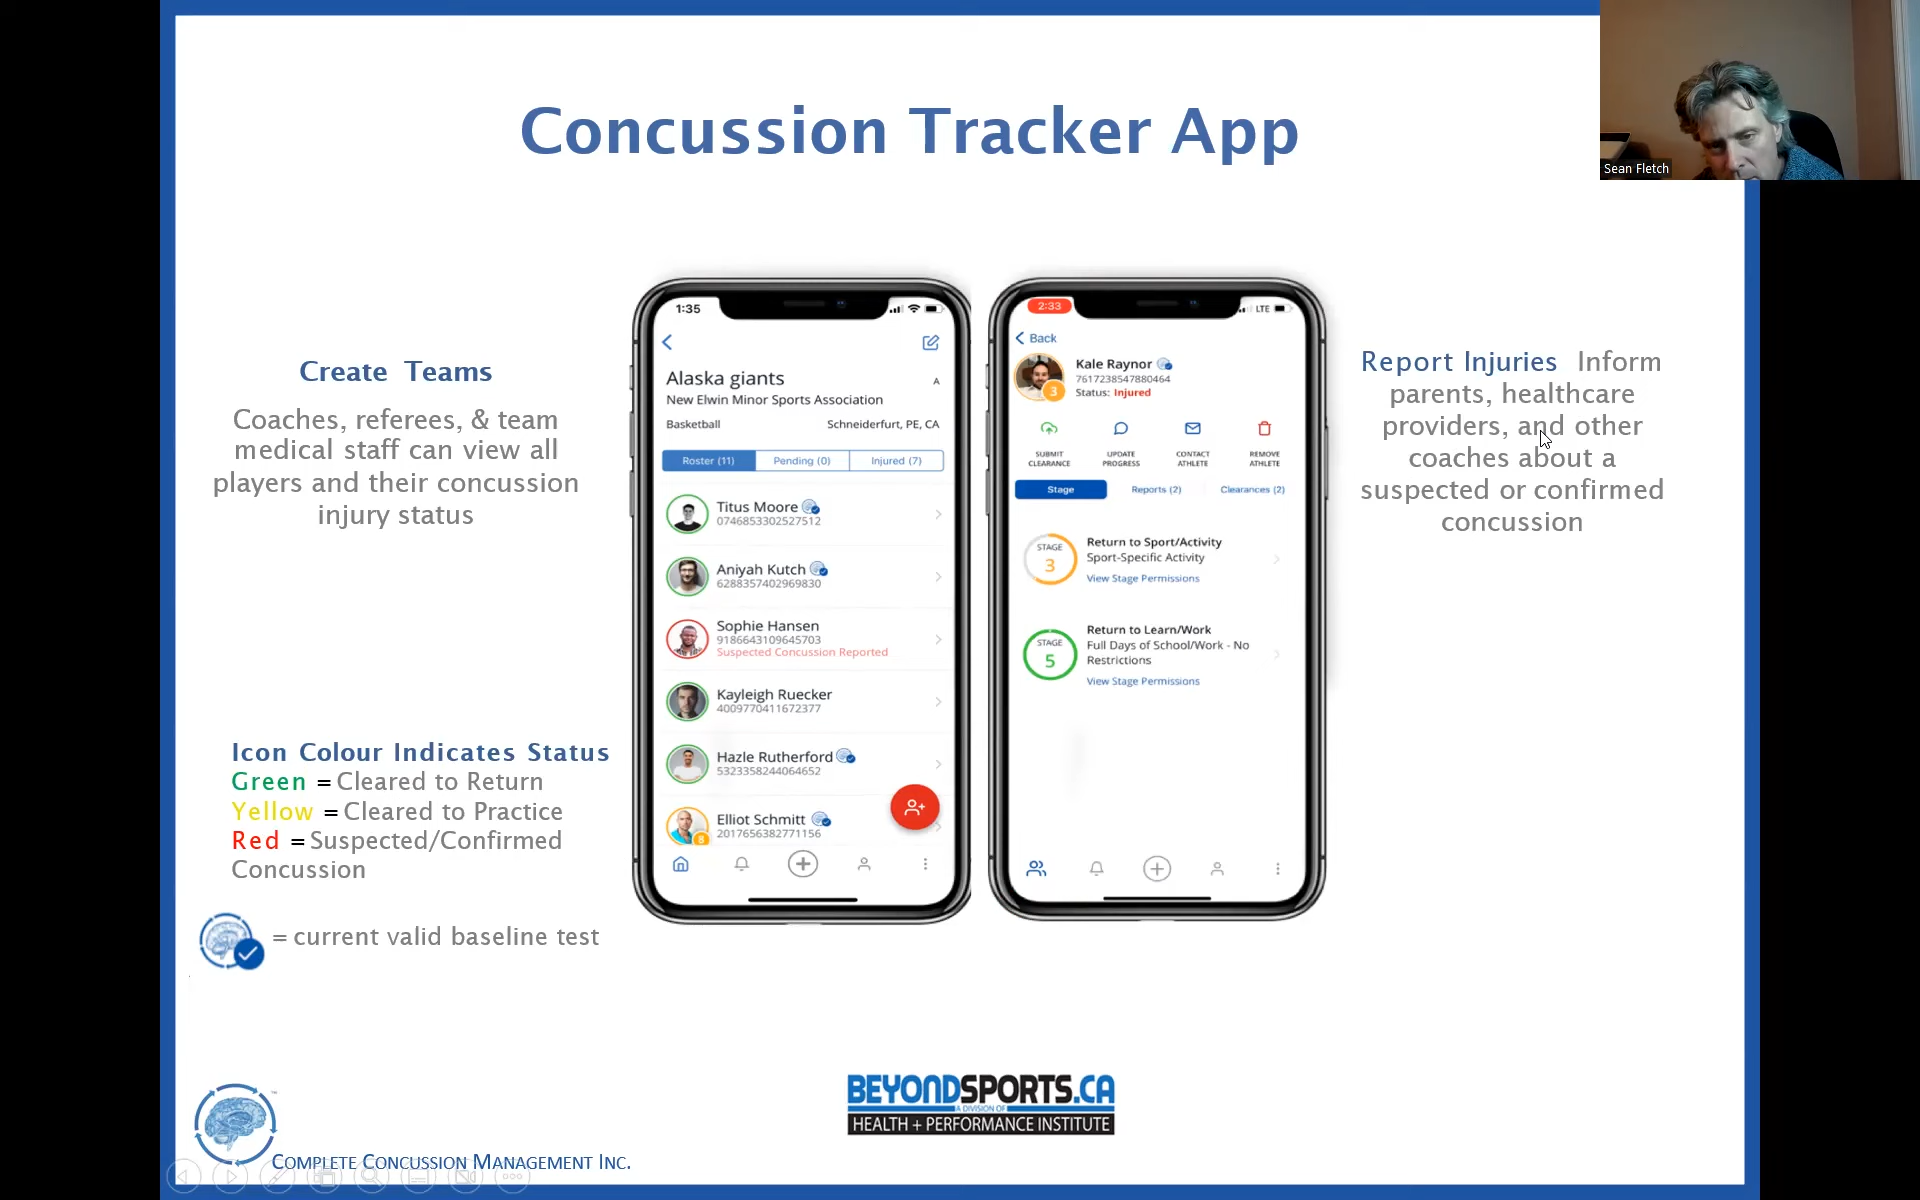 Concussion Tracker App
Sean Fletch
Create Teams
Coaches, referees, & team
medical staff can view all
players and their concussion
injury status
Icon Colour Indicates Status
Green = Cleared to Return
Yellow = Cleared to Practice
Red = Suspected/Confirmed
Concussion
= current valid baseline test
1:35
Alaska giants
A
New Elwin Minor Sports Association
Basketball
Schneiderfurt, PE, CA
Roster (11)
Pending (0)
Injured (7)
Titus Moore
0746853302527512
Aniyah Kutch
6288357402969830
Sophie Hansen
9186643109645703
Suspected Concussion Reported
Kayleigh Ruecker
4009770411672377
Hazle Rutherford
5323358244064652
Elliot Schmitt
2017656382771156
2:33
LTE
Back
Kale Raynor
7617238547880464
Status: Injured
3
SUBMIT
CLEARANCE
UPDATE
PROGRESS
CONTACT
ATHLETE
REMOVE
ATHLETE
Stage
Reports (2)
Clearances (2)
STAGE
3
Return to Sport/Activity
Sport-Specific Activity
View Stage Permissions
STAGE
5
Return to Learn/Work
Full Days of School/Work - No
Restrictions
View Stage Permissions
Report Injuries Inform
parents, healthcare
providers, and other
coaches about a
suspected or confirmed
concussion
BEYONDSPORTS.CA
A DIVISION OF
HEALTH + PERFORMANCE INSTITUTE
COMPLETE CONCUSSION MANAGEMENT INC.